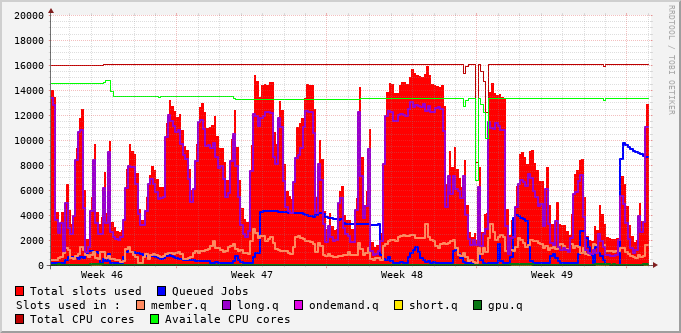 20000
18000
16000
14000
12000
10000
8000
6000
4000
2000
0
Week 46 Week 47 Week 48 Week 49
RRDTOOL / TOBI OETIKER
Total slots used Queued Jobs
Slots used in : member.q long.q ondemand.q short.q gpu.q
Total CPU cores Availale CPU cores